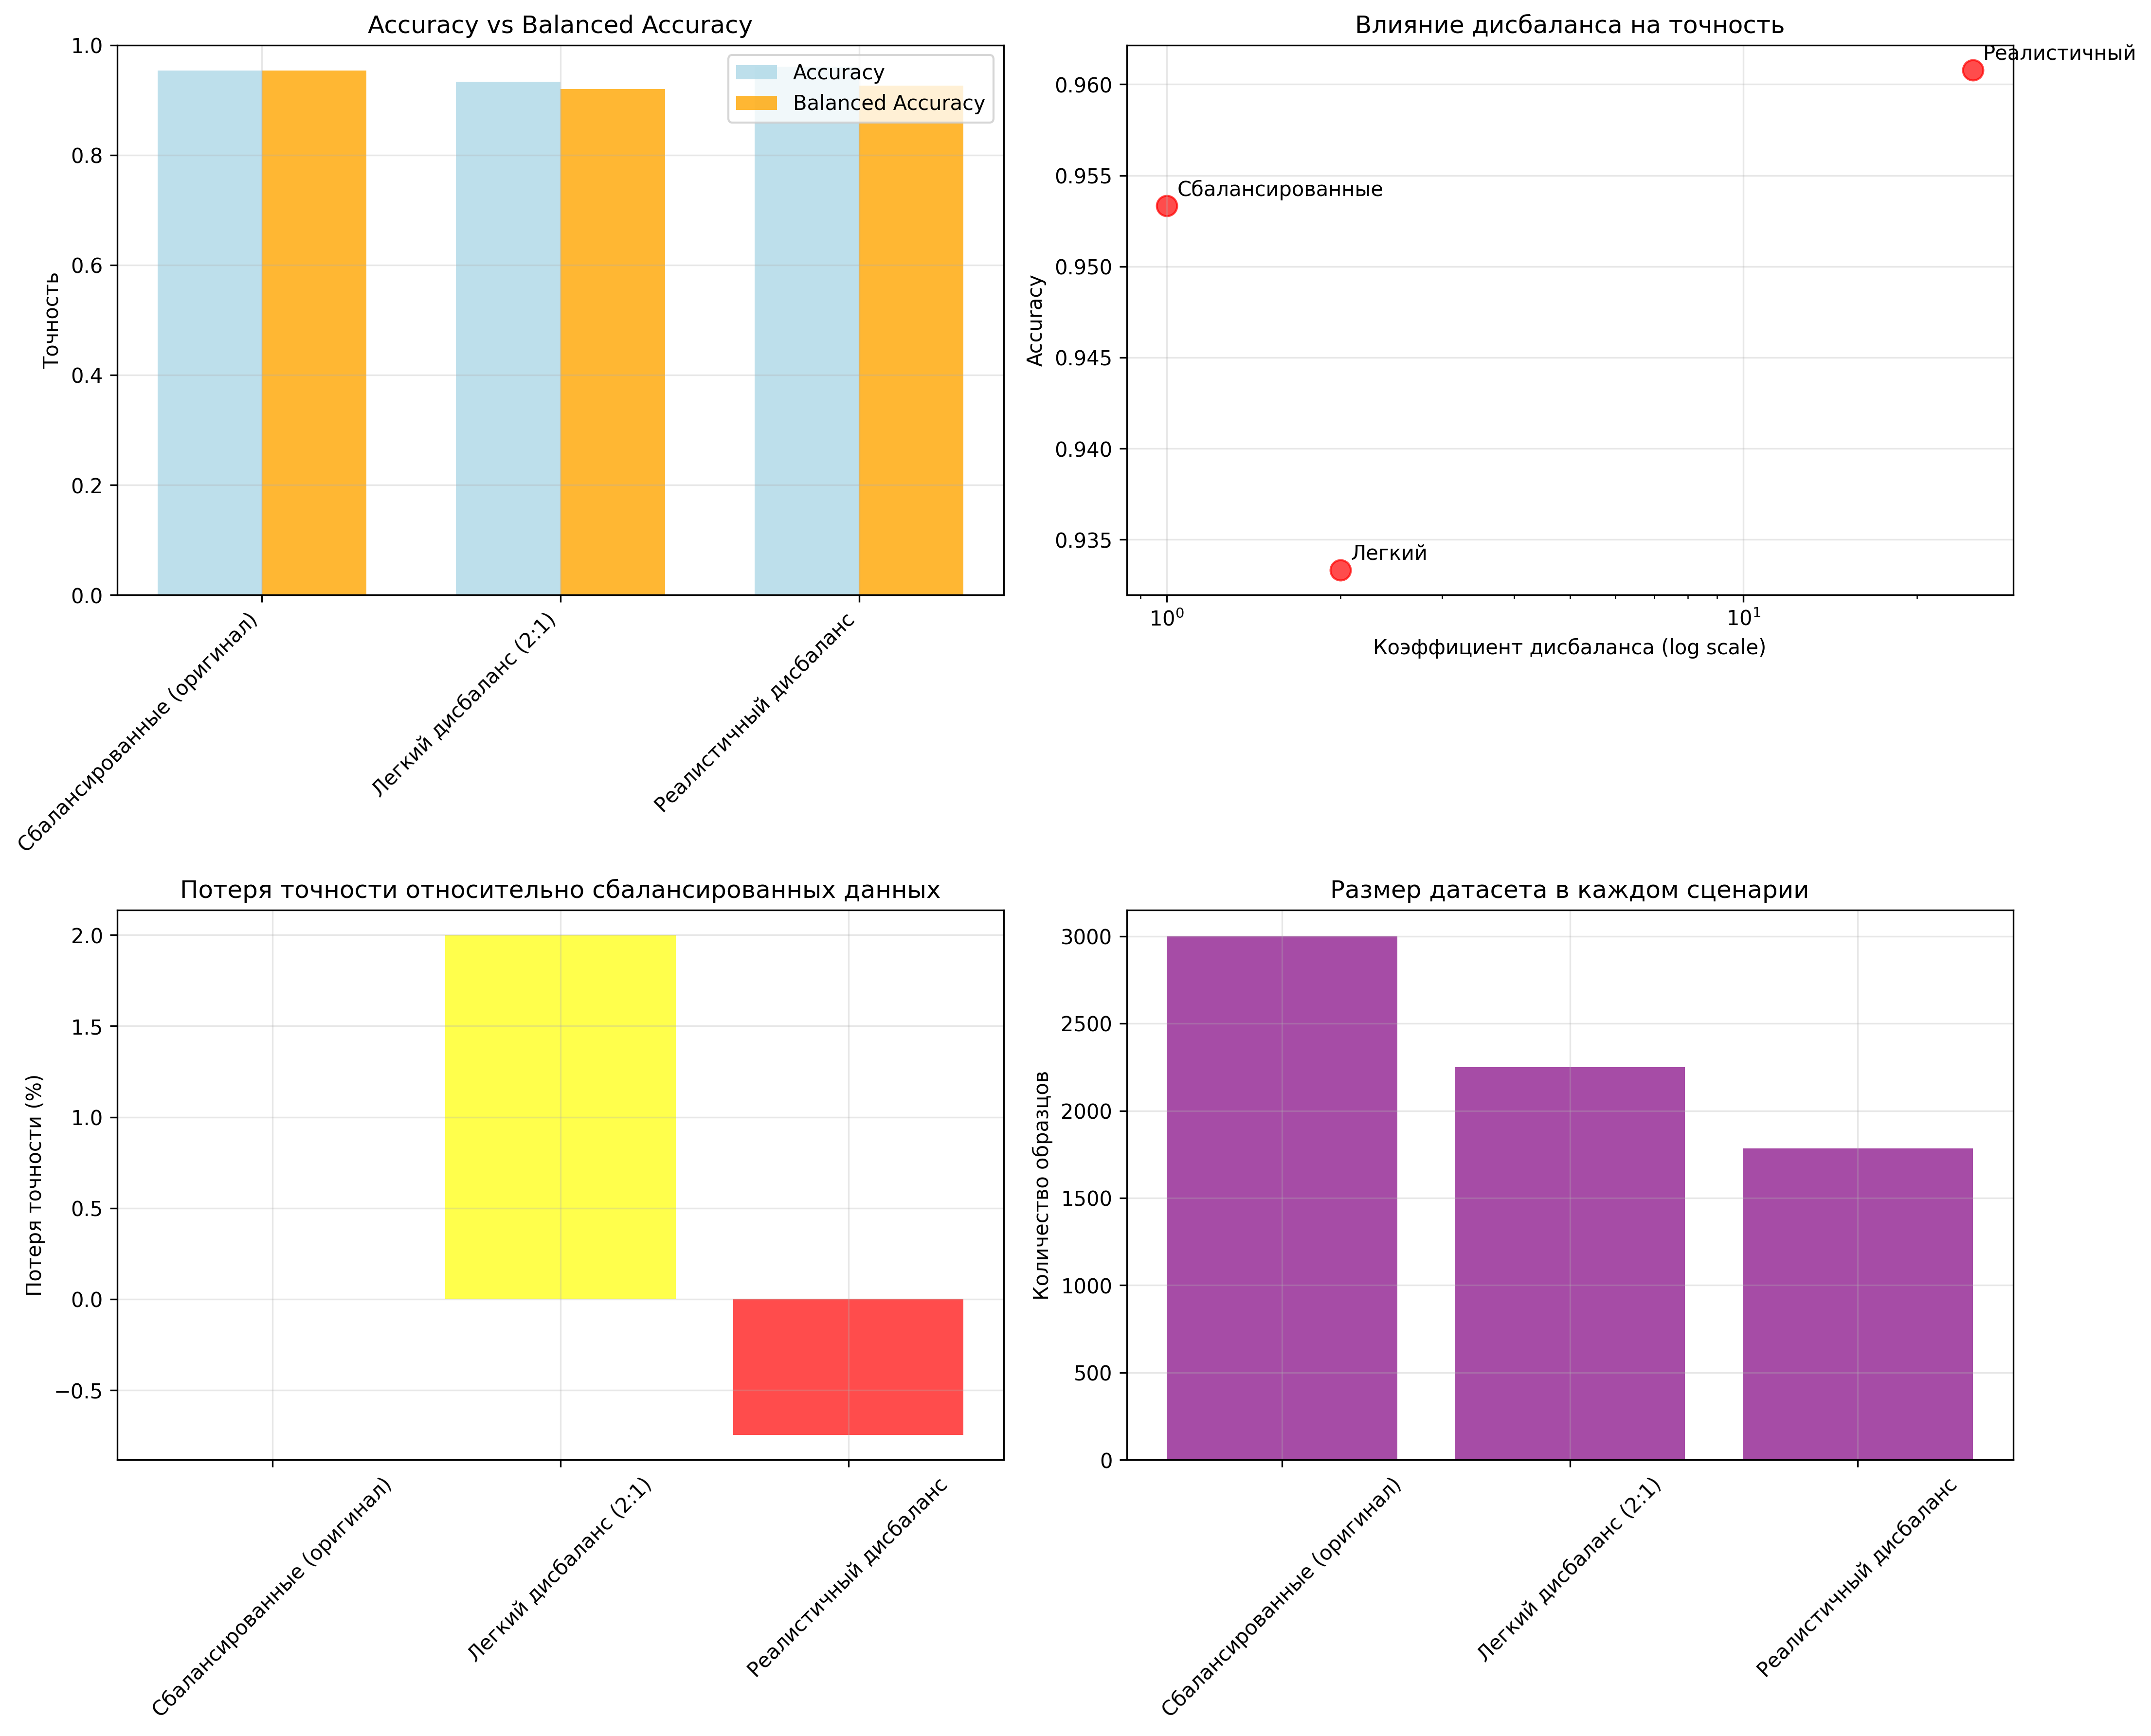 Accuracy vs Balanced Accuracy
Точность
1.0
0.8
0.6
0.4
0.2
0.0
Accuracy
Balanced Accuracy
Сбалансированные (оригинал)
Легкий дисбаланс (2:1)
Реалистичный дисбаланс
Влияние дисбаланса на точность
Accuracy
0.960
0.955
0.950
0.945
0.940
0.935
Реалистичный
Сбалансированные
Легкий
10⁰
10¹
Коэффициент дисбаланса (log scale)
Потеря точности относительно сбалансированных данных
Потеря точности (%)
2.0
1.5
1.0
0.5
0.0
−0.5
Сбалансированные (оригинал)
Легкий дисбаланс (2:1)
Реалистичный дисбаланс
Размер датасета в каждом сценарии
Количество образцов
3000
2500
2000
1500
1000
500
0
Сбалансированные (оригинал)
Легкий дисбаланс (2:1)
Реалистичный дисбаланс